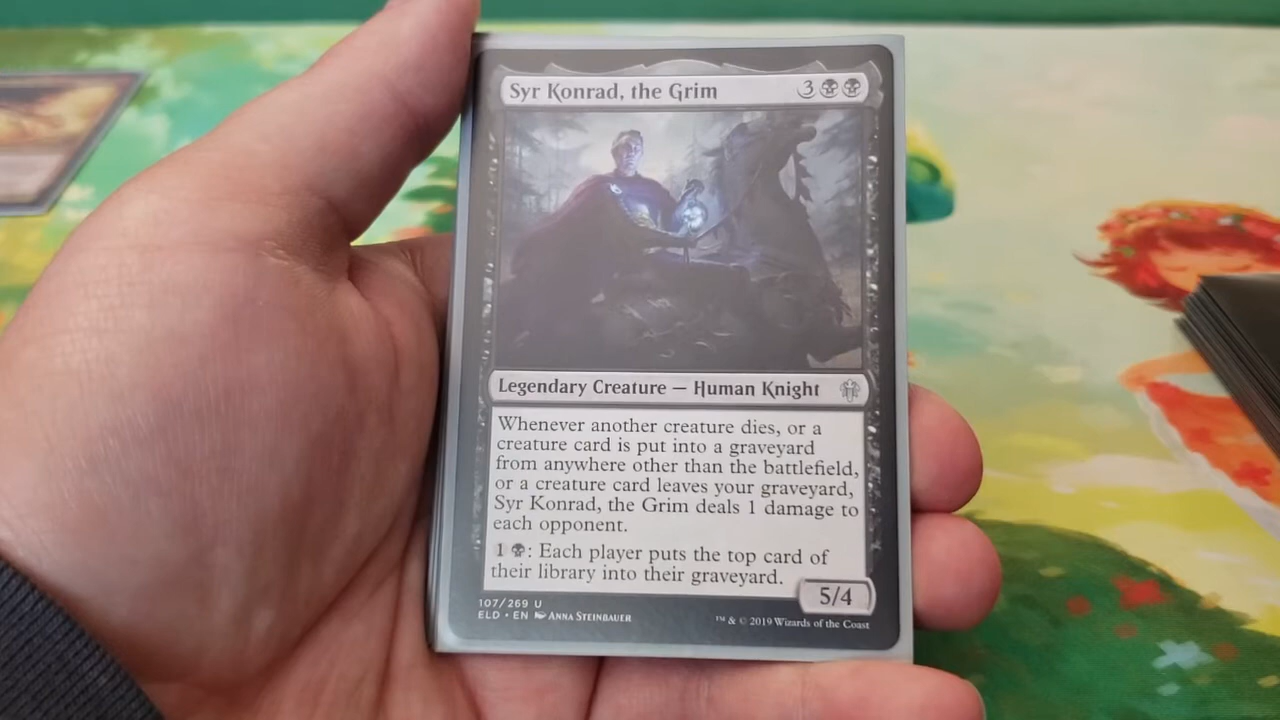 Syr Konrad, the Grim 3
Legendary Creature — Human Knight
Whenever another creature dies, or a
creature card is put into a graveyard
from anywhere other than the battlefield,
or a creature card leaves your graveyard,
Syr Konrad, the Grim deals 1 damage to
each opponent.
1 : Each player puts the top card of
their library into their graveyard.
5/4
107/269 U
ELD • EN Anna Steinbauer
™ & © 2019 Wizards of the Coast